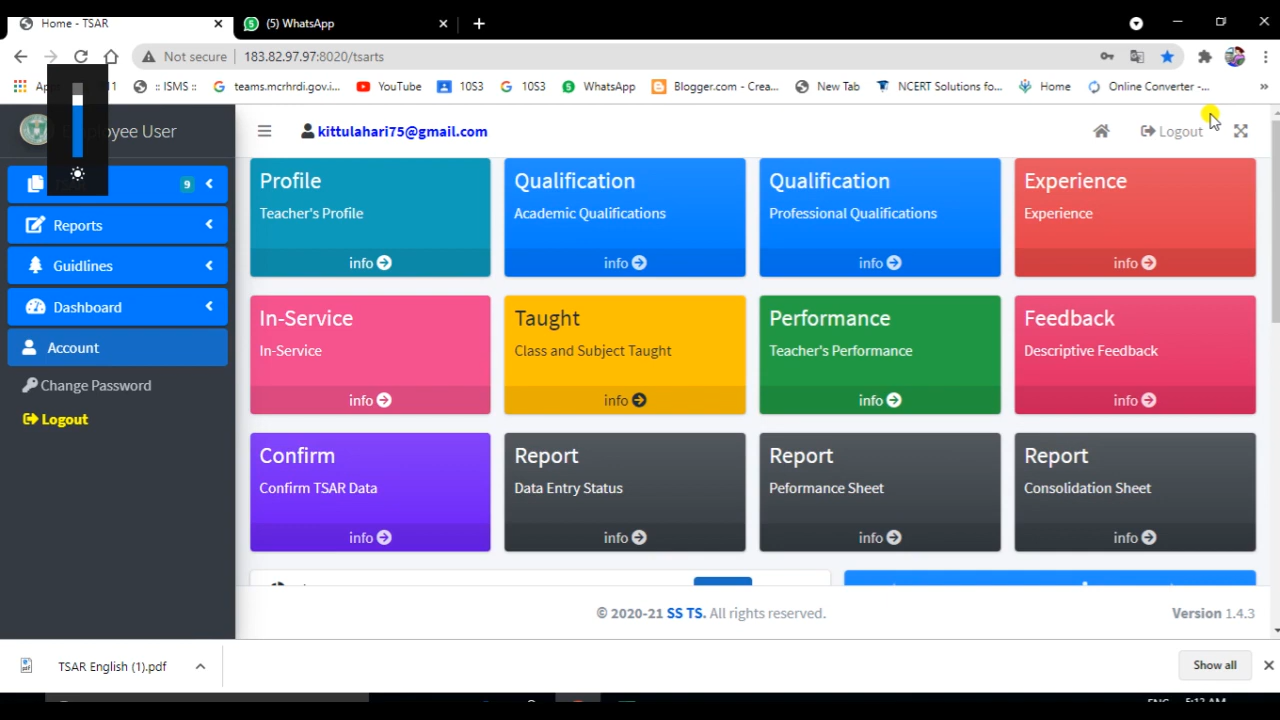 Home - TSAR
(5) WhatsApp
Not secure 183.82.97.97:8020/tsarts
:: ISMS :: teams.mcrhrdi.gov.i... YouTube 10S3 10S3 WhatsApp Blogger.com - Crea... New Tab NCERT Solutions fo... Home Online Converter -... »
User
kittulahari75@gmail.com
Logout
9
Reports
Guidlines
Dashboard
Account
Change Password
Logout
Profile
Teacher's Profile
info
Qualification
Academic Qualifications
info
Qualification
Professional Qualifications
info
Experience
Experience
info
In-Service
In-Service
info
Taught
Class and Subject Taught
info
Performance
Teacher's Performance
info
Feedback
Descriptive Feedback
info
Confirm
Confirm TSAR Data
info
Report
Data Entry Status
info
Report
Peformance Sheet
info
Report
Consolidation Sheet
info
© 2020-21 SS TS. All rights reserved.
Version 1.4.3
TSAR English (1).pdf
Show all